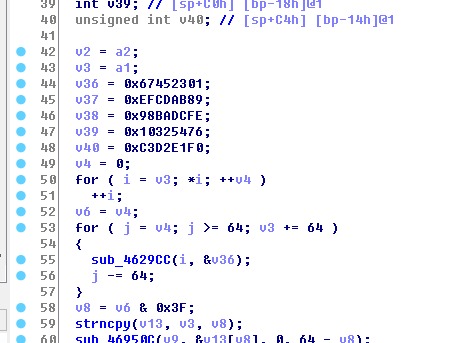 39 int v39; // [sp+C0h] [bp-18h]@1
40 unsigned int v40; // [sp+C4h] [bp-14h]@1
41
42 v2 = a2;
43 v3 = a1;
44 v36 = 0x67452301;
45 v37 = 0xEFCDAB89;
46 v38 = 0x98BADCFE;
47 v39 = 0x10325476;
48 v40 = 0xC3D2E1F0;
49 v4 = 0;
50 for ( i = v3; *i; ++v4 )
51 ++i;
52 v6 = v4;
53 for ( j = v4; j >= 64; v3 += 64 )
54 {
55 sub_4629CC(i, &v36);
56 j -= 64;
57 }
58 v8 = v6 & 0x3F;
59 strncpy(v13, v3, v8);
60 sub_46950C(v9, &v13[v8], 0, 64 - v8);